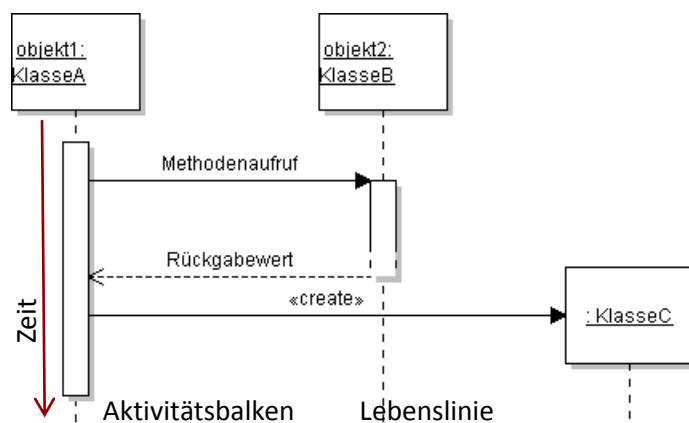 objekt1:
KlasseA
objekt2:
KlasseB
Methodenaufruf
Rückgabewert
«create»
: KlasseC
Zeit
Aktivitätsbalken
Lebenslinie